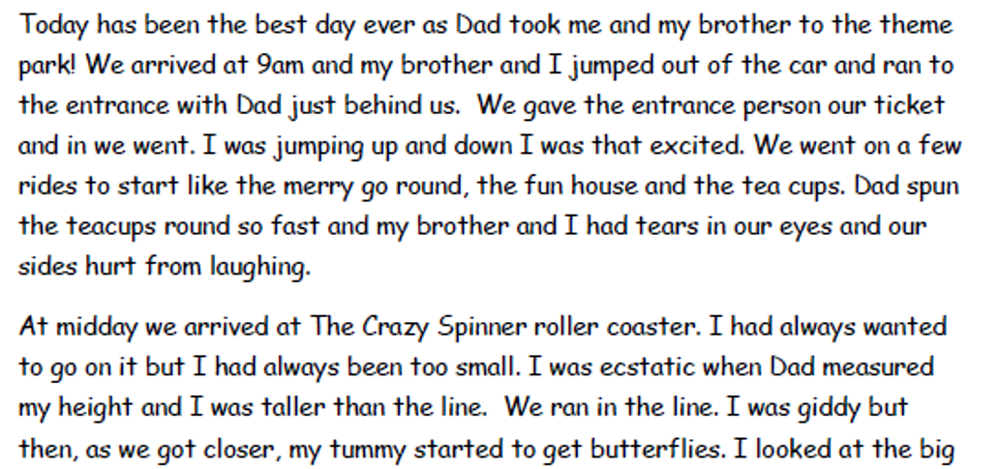 Today has been the best day ever as Dad took me and my brother to the theme
park! We arrived at 9am and my brother and I jumped out of the car and ran to
the entrance with Dad just behind us.  We gave the entrance person our ticket
and in we went. I was jumping up and down I was that excited. We went on a few
rides to start like the merry go round, the fun house and the tea cups. Dad spun
the teacups round so fast and my brother and I had tears in our eyes and our
sides hurt from laughing.
At midday we arrived at The Crazy Spinner roller coaster. I had always wanted
to go on it but I had always been too small. I was ecstatic when Dad measured
my height and I was taller than the line.  We ran in the line. I was giddy but
then, as we got closer, my tummy started to get butterflies. I looked at the big